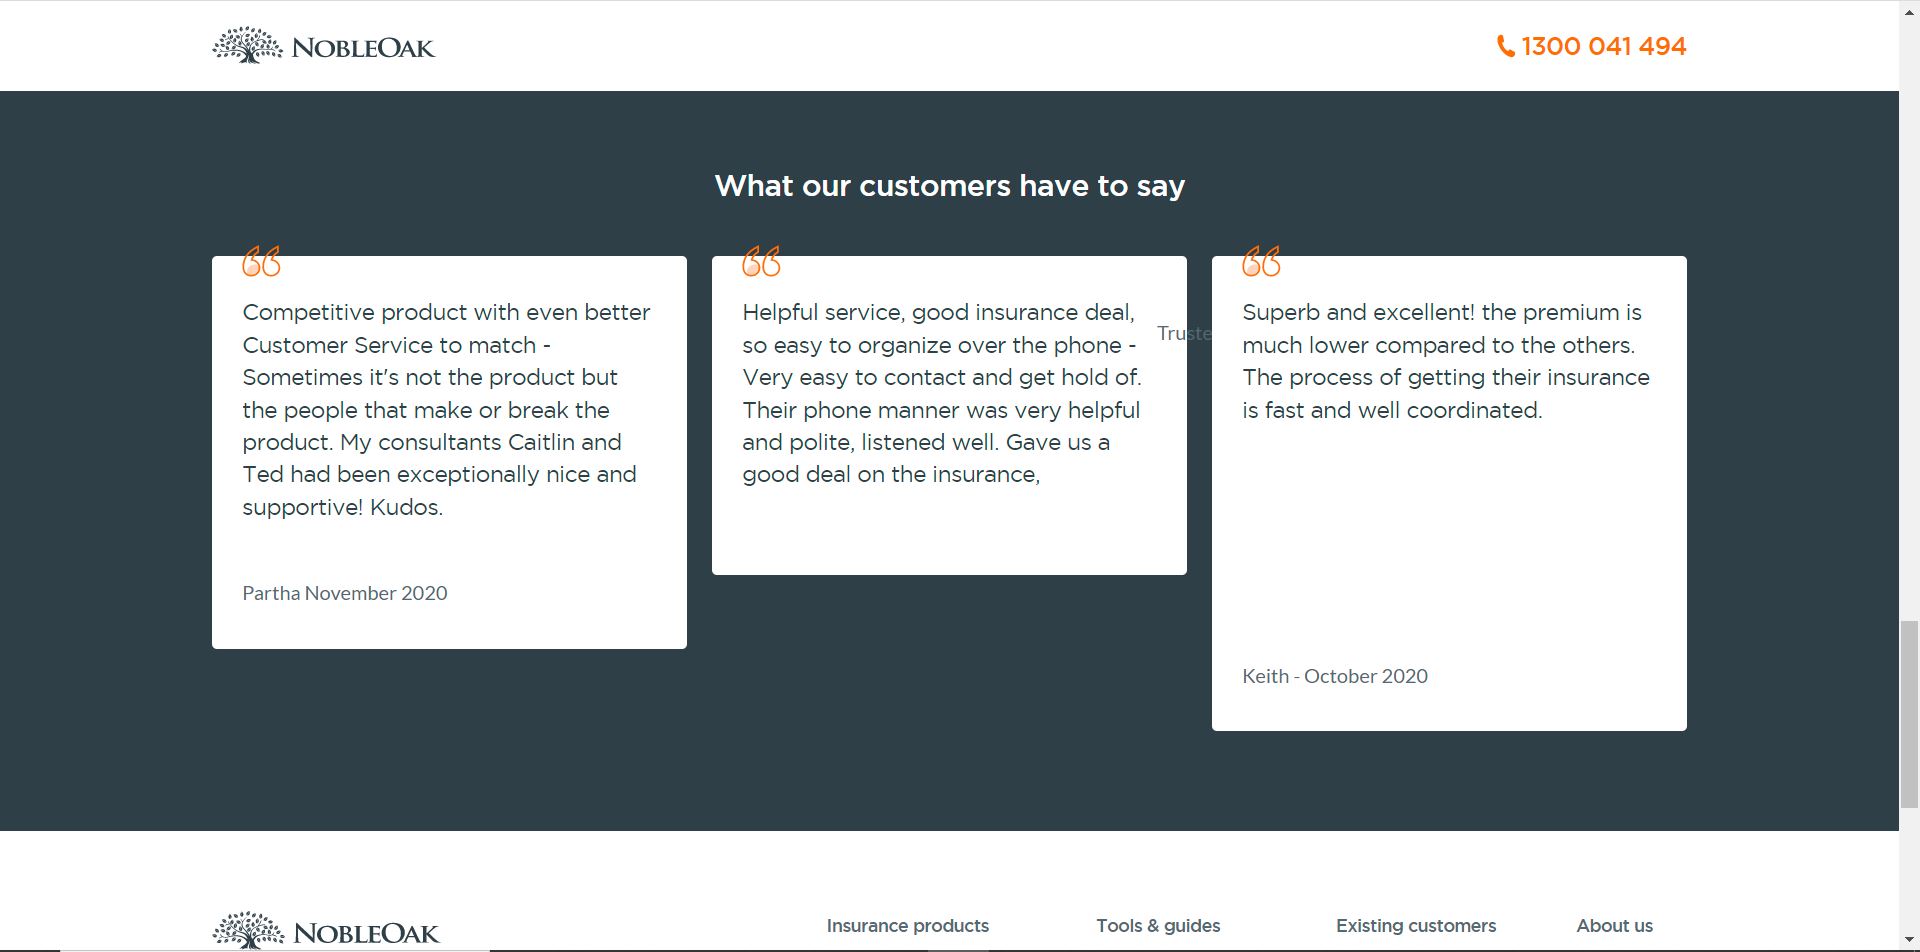 NOBLEOAK
1300 041 494
What our customers have to say
Competitive product with even better
Customer Service to match -
Sometimes it's not the product but
the people that make or break the
product. My consultants Caitlin and
Ted had been exceptionally nice and
supportive! Kudos.
Partha November 2020
Helpful service, good insurance deal,
so easy to organize over the phone -
Very easy to contact and get hold of.
Their phone manner was very helpful
and polite, listened well. Gave us a
good deal on the insurance,
Truste
Superb and excellent! the premium is
much lower compared to the others.
The process of getting their insurance
is fast and well coordinated.
Keith - October 2020
NOBLEOAK
Insurance products
Tools & guides
Existing customers
About us